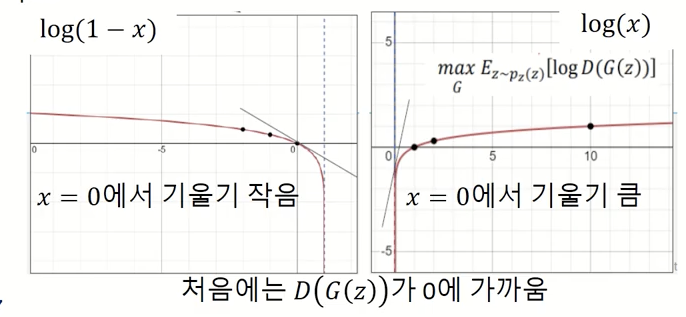 log(1 − x)
0
-5
0
x = 0에서 기울기 작음
log(x)
5
max E_{z~p_z(z)}[log D(G(z))]
G
0
5
10
x = 0에서 기울기 큼
-5
처음에는 D(G(z))가 0에 가까움